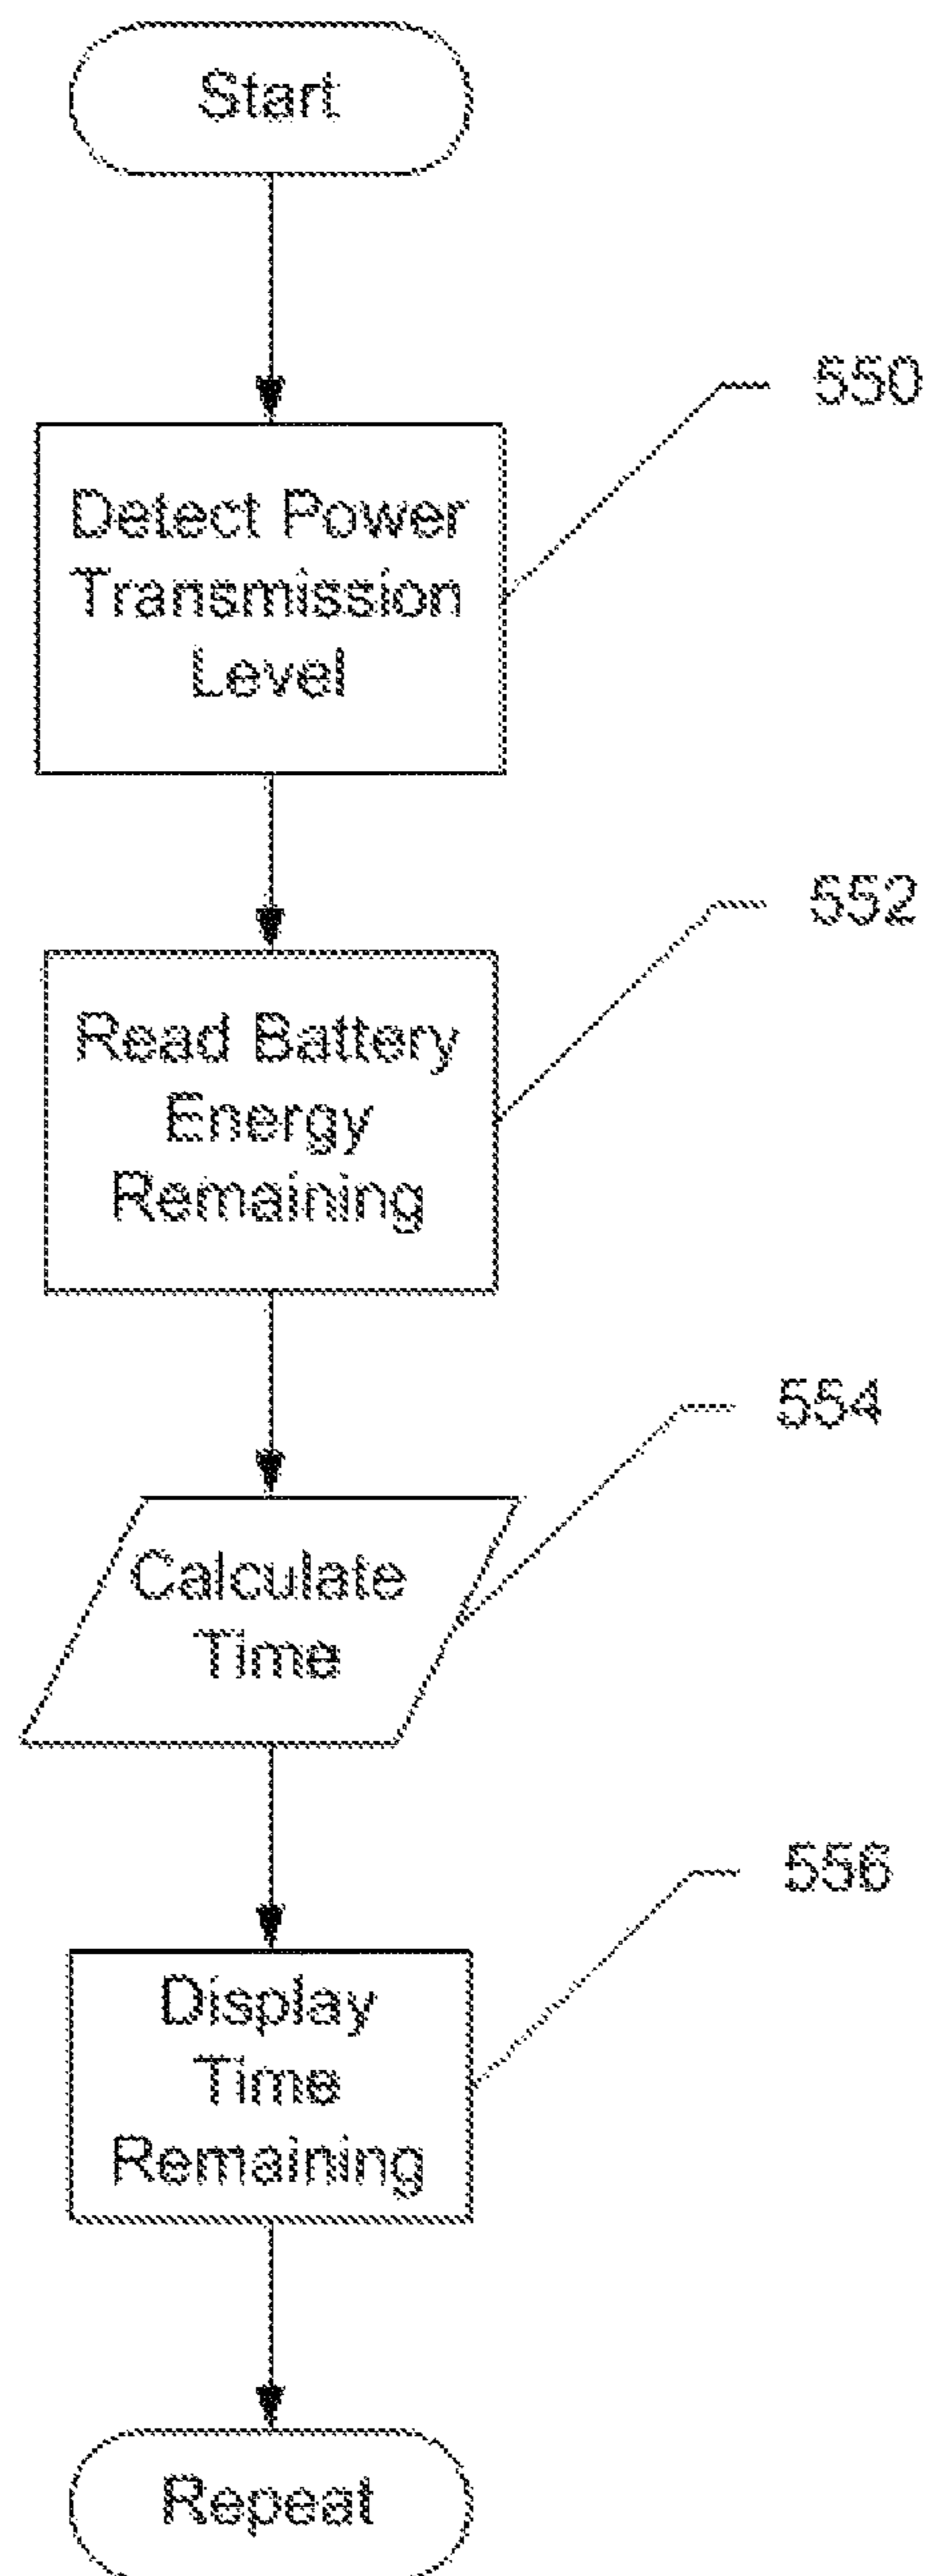 Start
550
Detect Power
Transmission
Level
552
Read Battery
Energy
Remaining
554
Calculate
Time
556
Display
Time
Remaining
Repeat